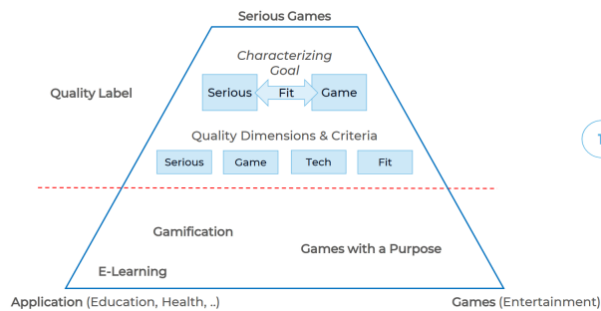 Serious Games
Characterizing
Goal
Quality Label
Serious Fit Game
Quality Dimensions & Criteria
Serious Game Tech Fit
1
Gamification
Games with a Purpose
E-Learning
Application (Education, Health, ..) Games (Entertainment)